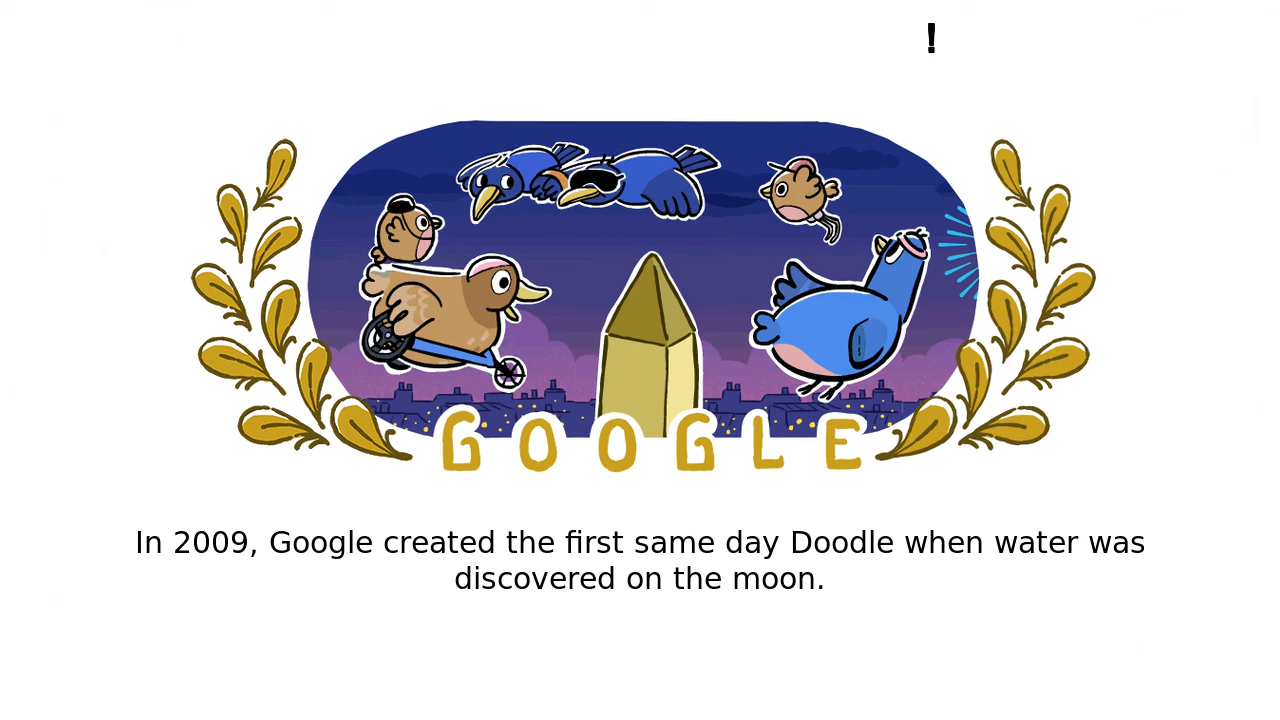 !
GOOGLE
In 2009, Google created the first same day Doodle when water was
discovered on the moon.